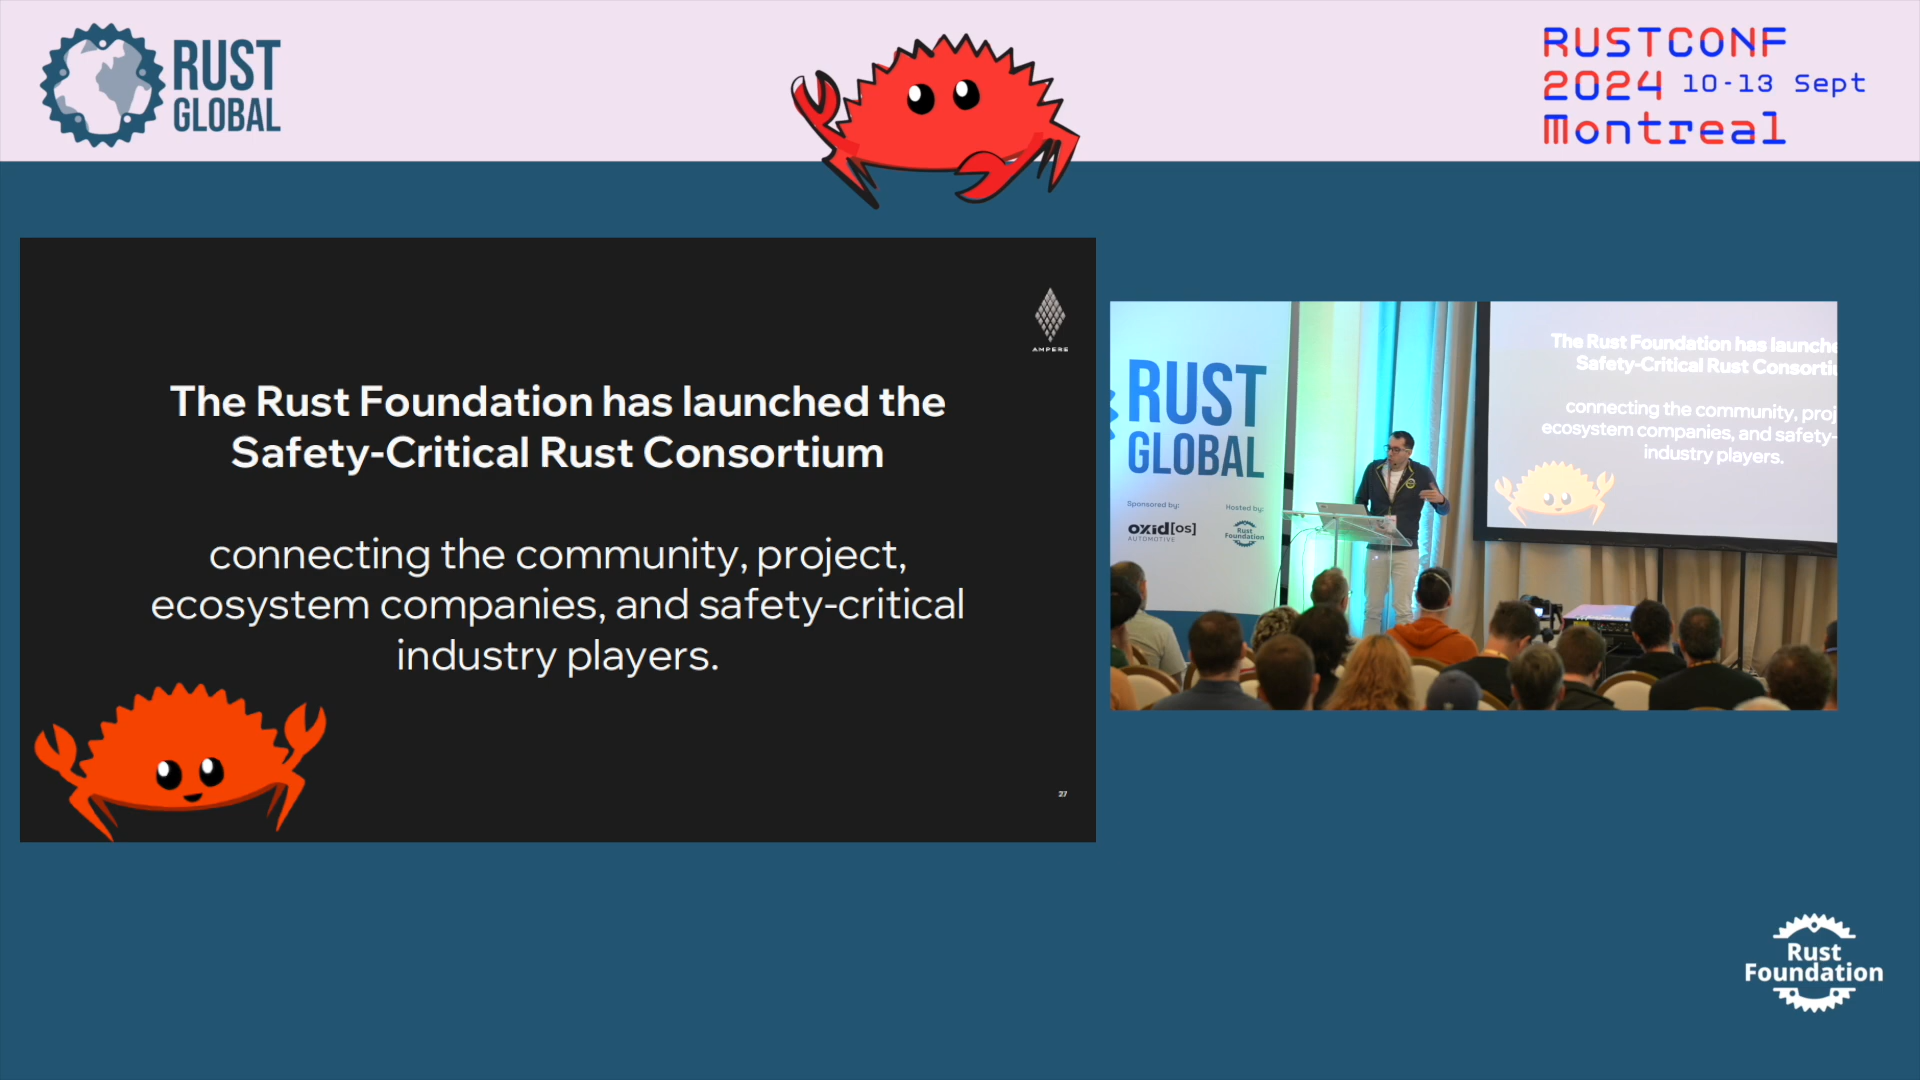 RUST
GLOBAL
RUSTCONF
2024 10-13 Sept
Montreal
AMPERE
The Rust Foundation has launched the
Safety-Critical Rust Consortium
connecting the community, project,
ecosystem companies, and safety-critical
industry players.
27
RUST
GLOBAL
Sponsored by:
oxid[os]
AUTOMOTIVE
Hosted by:
Rust
Foundation
The Rust Foundation has launche
Safety-Critical Rust Consorti
connecting the community, proj
ecosystem companies, and safety-
industry players.
Rust
Foundation